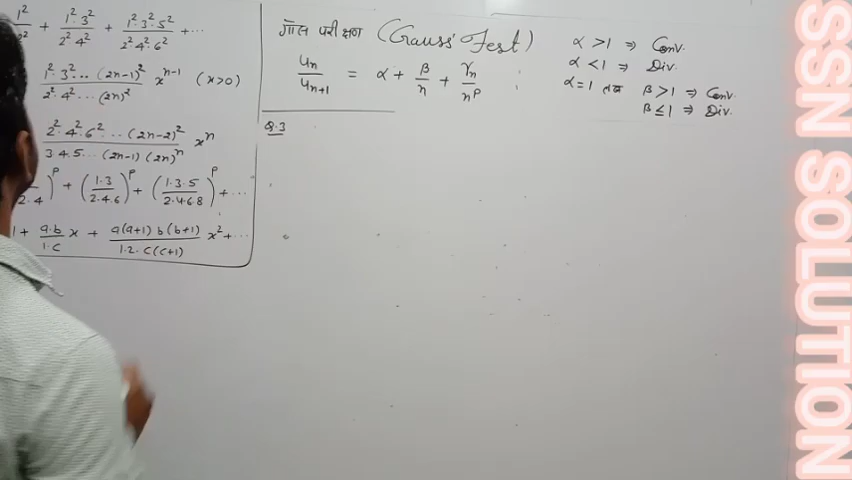 1²/2² + 1²·3²/2²·4² + 1²·3²·5²/2²·4²·6² + ...
1²·3²...(2n-1)²/2²·4²...(2n)² xⁿ⁻¹ (x>0)
2²·4²·6²...(2n-2)²/3·4·5...(2n-1)(2n)ⁿ xⁿ
/2·4)ᵖ + (1·3/2·4·6)ᵖ + (1·3·5/2·4·6·8)ᵖ + ...
1 + a·b/1·c x + a(a+1) b(b+1)/1·2·c(c+1) x² + ...
गॉस परीक्षण (Gauss' Test)
uₙ/uₙ₊₁ = α + β/n + γₙ/nᵖ ;
α > 1 ⇒ Conv.
α < 1 ⇒ Div.
α = 1 तब β > 1 ⇒ Conv.
β ≤ 1 ⇒ Div.
Q.3
SSN SOLUTION